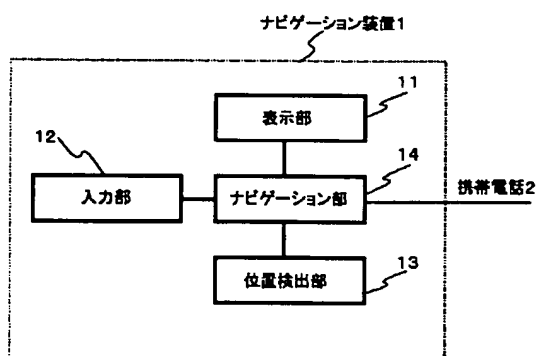 ナビゲーション装置1
11
表示部
12
14
入力部
ナビゲーション部
携帯電話2
13
位置検出部